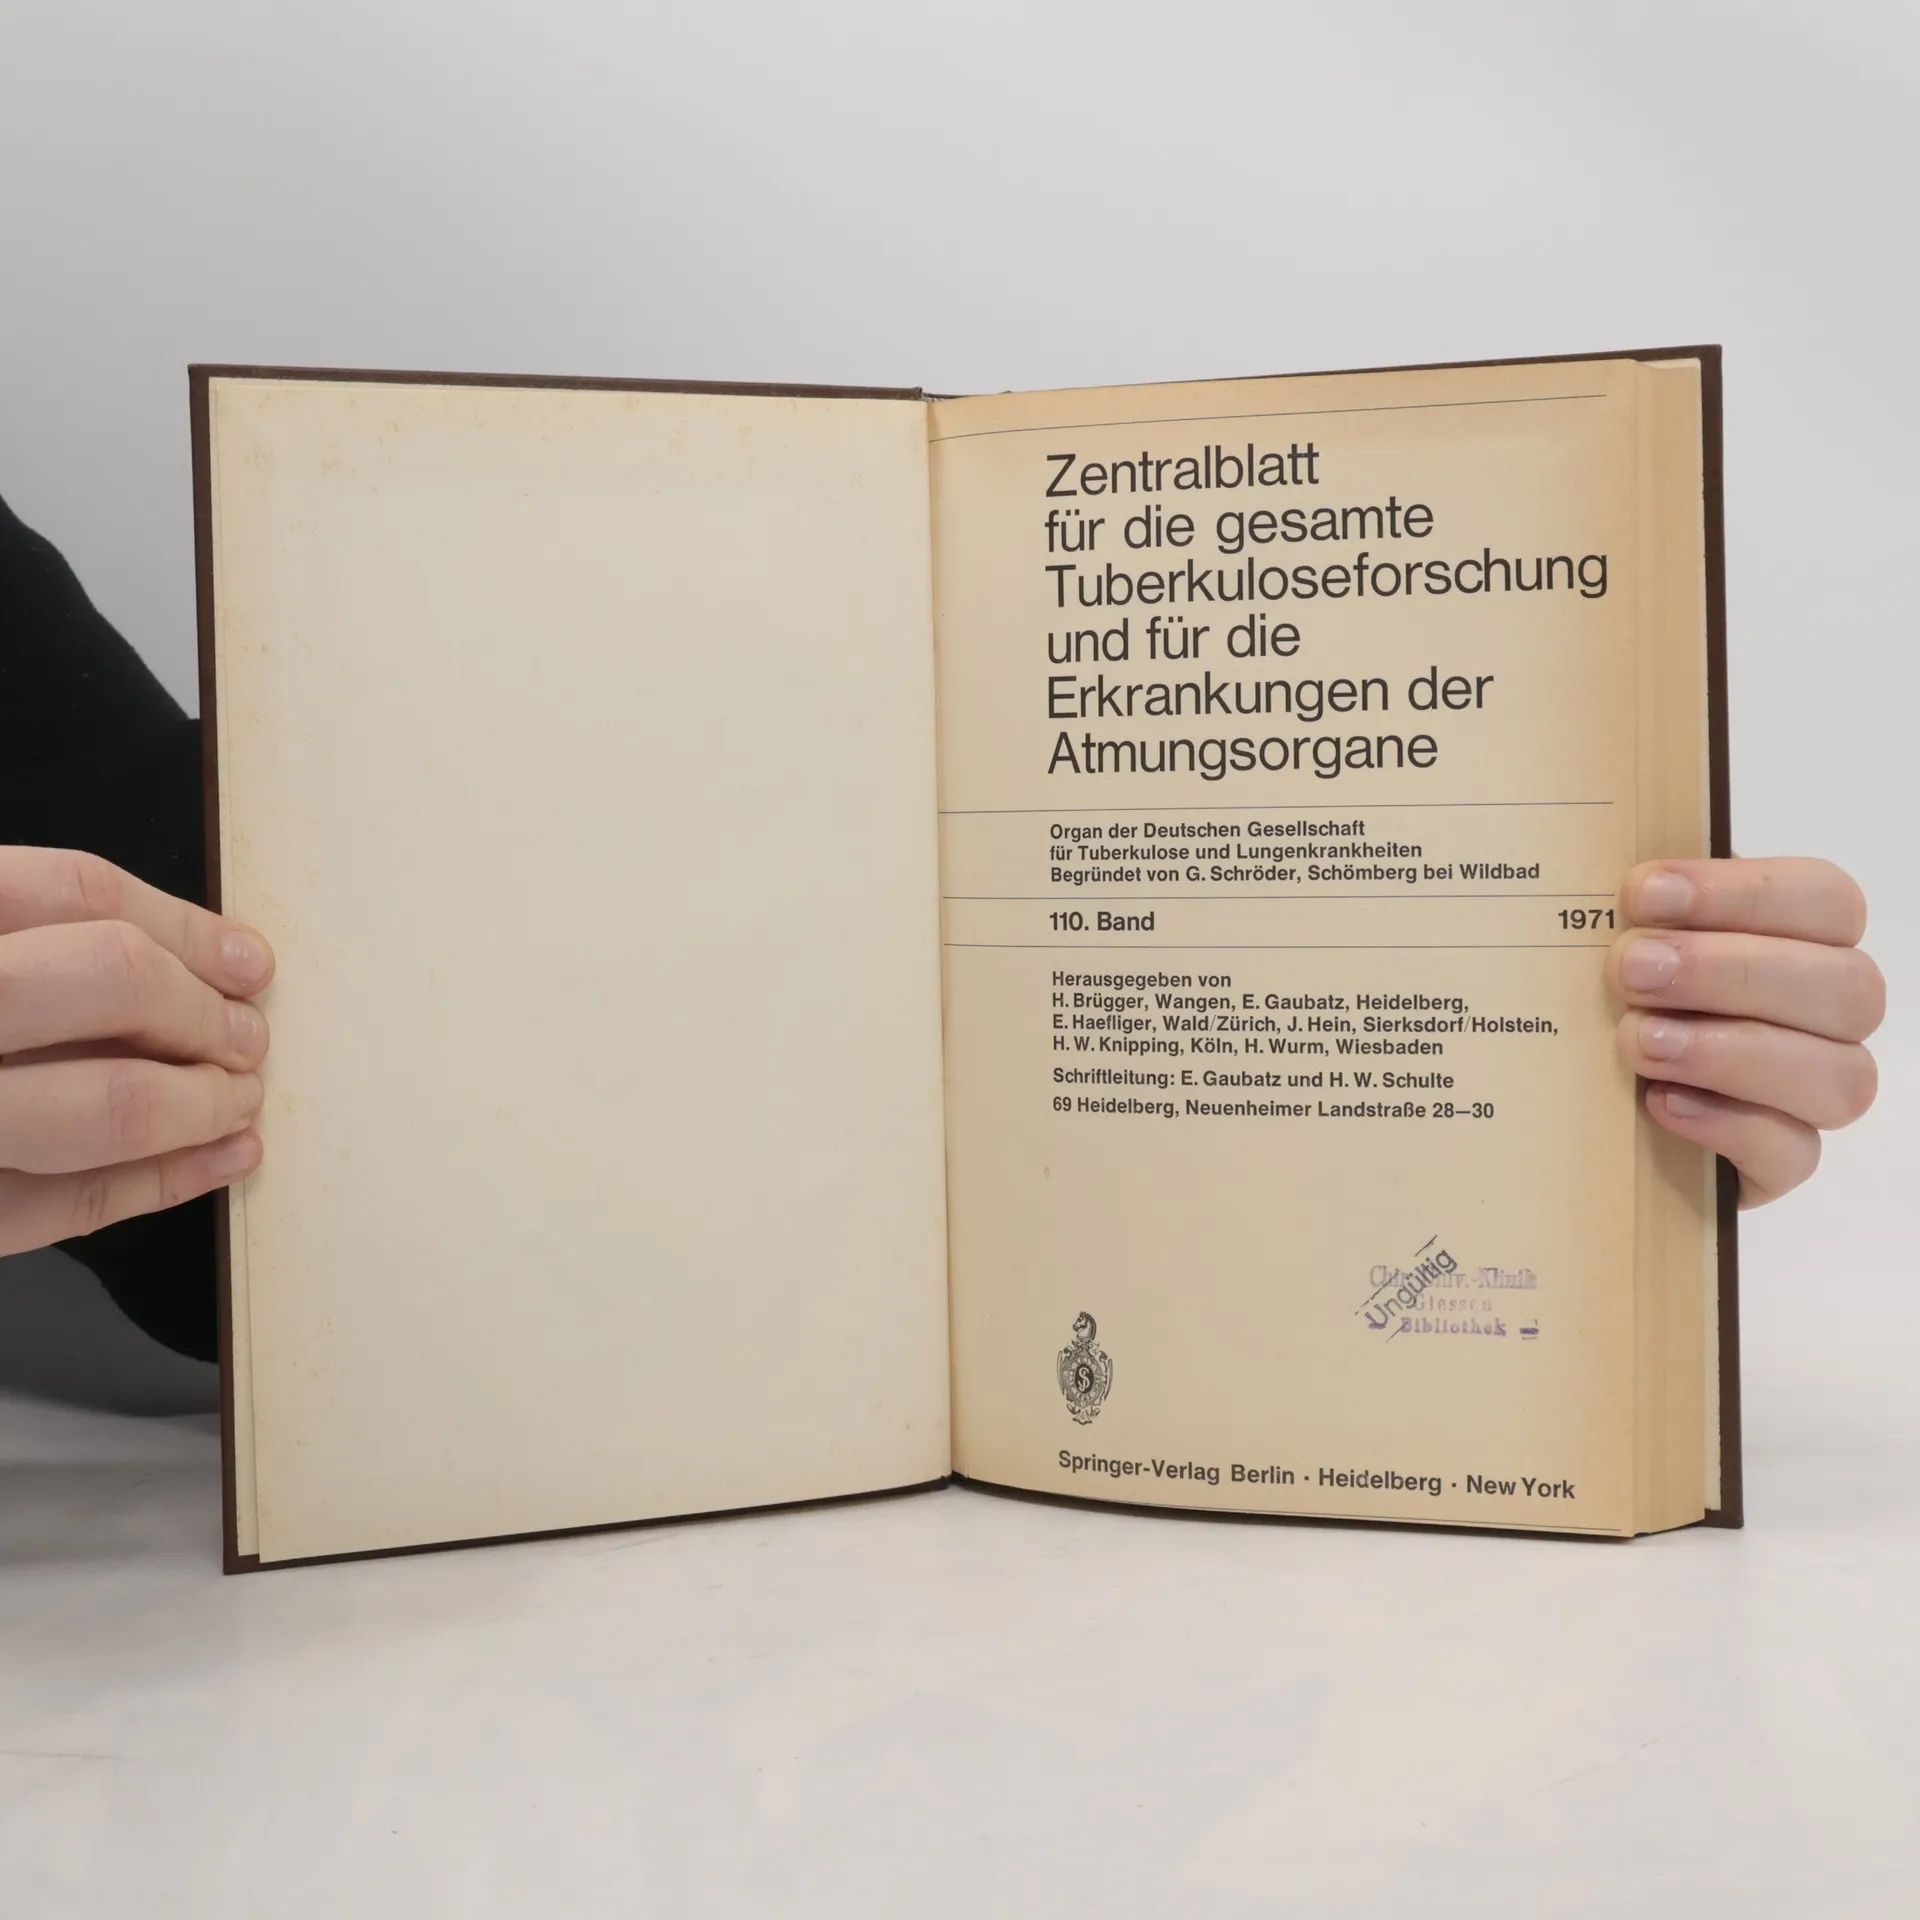 Zentralblatt
für die gesamte
Tuberkuloseforschung
und für die
Erkrankungen der
Atmungsorgane
Organ der Deutschen Gesellschaft
für Tuberkulose und Lungenkrankheiten
Begründet von G. Schröder, Schömberg bei Wildbad
110. Band 1971
Herausgegeben von
H. Brügger, Wangen, E. Gaubatz, Heidelberg,
E. Haefliger, Wald/Zürich, J. Hein, Sierksdorf/Holstein,
H. W. Knipping, Köln, H. Wurm, Wiesbaden
Schriftleitung: E. Gaubatz und H. W. Schulte
69 Heidelberg, Neuenheimer Landstraße 28—30
Ungültig
-Klinik
Giessen
Bibliothek
Springer-Verlag Berlin · Heidelberg · New York